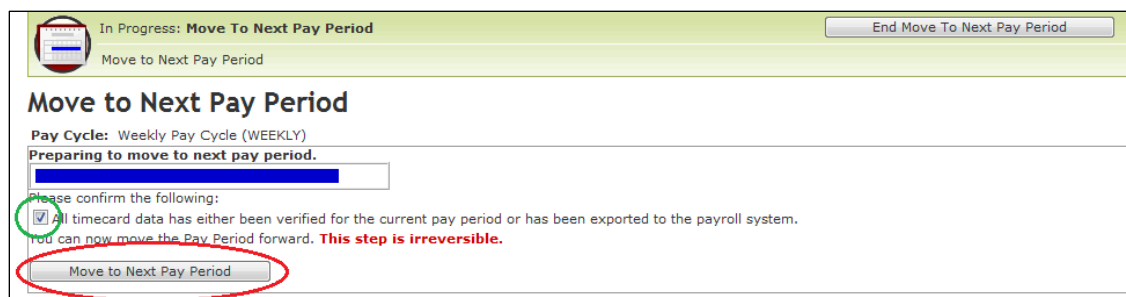 In Progress: Move To Next Pay Period
End Move To Next Pay Period
Move to Next Pay Period
Move to Next Pay Period
Pay Cycle: Weekly Pay Cycle (WEEKLY)
Preparing to move to next pay period.
Please confirm the following:
All timecard data has either been verified for the current pay period or has been exported to the payroll system.
You can now move the Pay Period forward. This step is irreversible.
Move to Next Pay Period